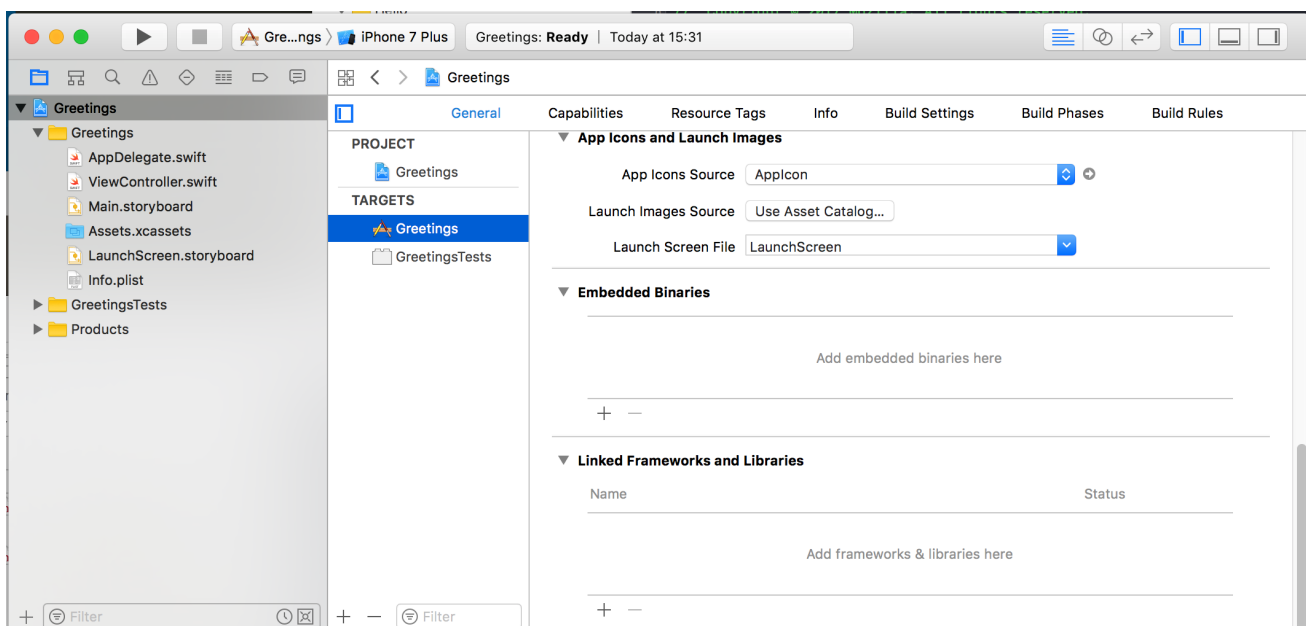 Gre...ngs iPhone 7 Plus Greetings: Ready | Today at 15:31
Greetings
General Capabilities Resource Tags Info Build Settings Build Phases Build Rules
Greetings
Greetings
AppDelegate.swift
ViewController.swift
Main.storyboard
Assets.xcassets
LaunchScreen.storyboard
Info.plist
GreetingsTests
Products
Filter
PROJECT
Greetings
TARGETS
Greetings
GreetingsTests
Filter
App Icons and Launch Images
App Icons Source AppIcon
Launch Images Source Use Asset Catalog...
Launch Screen File LaunchScreen
Embedded Binaries
Add embedded binaries here
Linked Frameworks and Libraries
Name Status
Add frameworks & libraries here